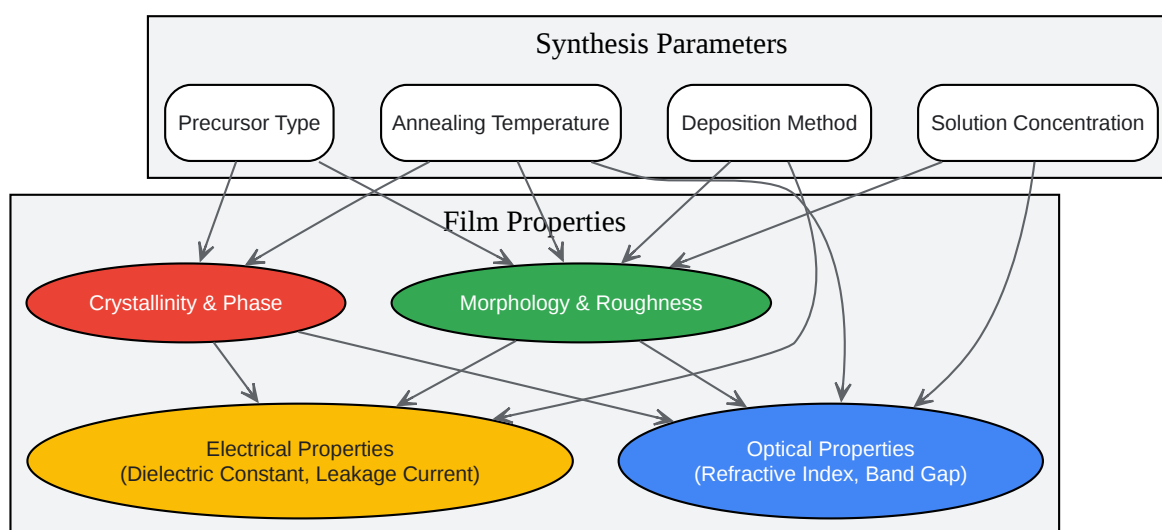 Synthesis Parameters
Precursor Type
Annealing Temperature
Deposition Method
Solution Concentration
Film Properties
Crystallinity & Phase
Morphology & Roughness
Electrical Properties
(Dielectric Constant, Leakage Current)
Optical Properties
(Refractive Index, Band Gap)